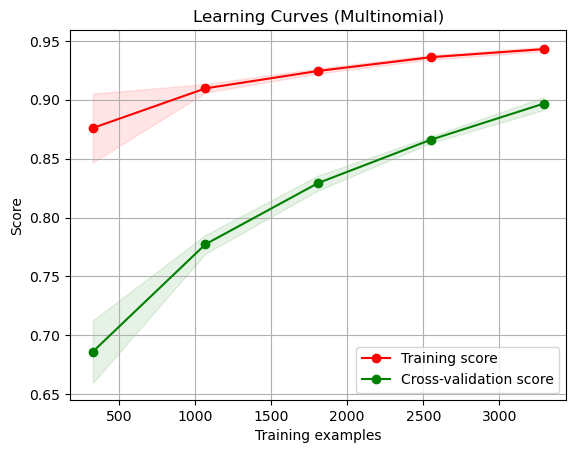 Learning Curves (Multinomial)
0.95
0.90
0.85
0.80
0.75
0.70
0.65
Score
Training score
Cross-validation score
500 1000 1500 2000 2500 3000
Training examples